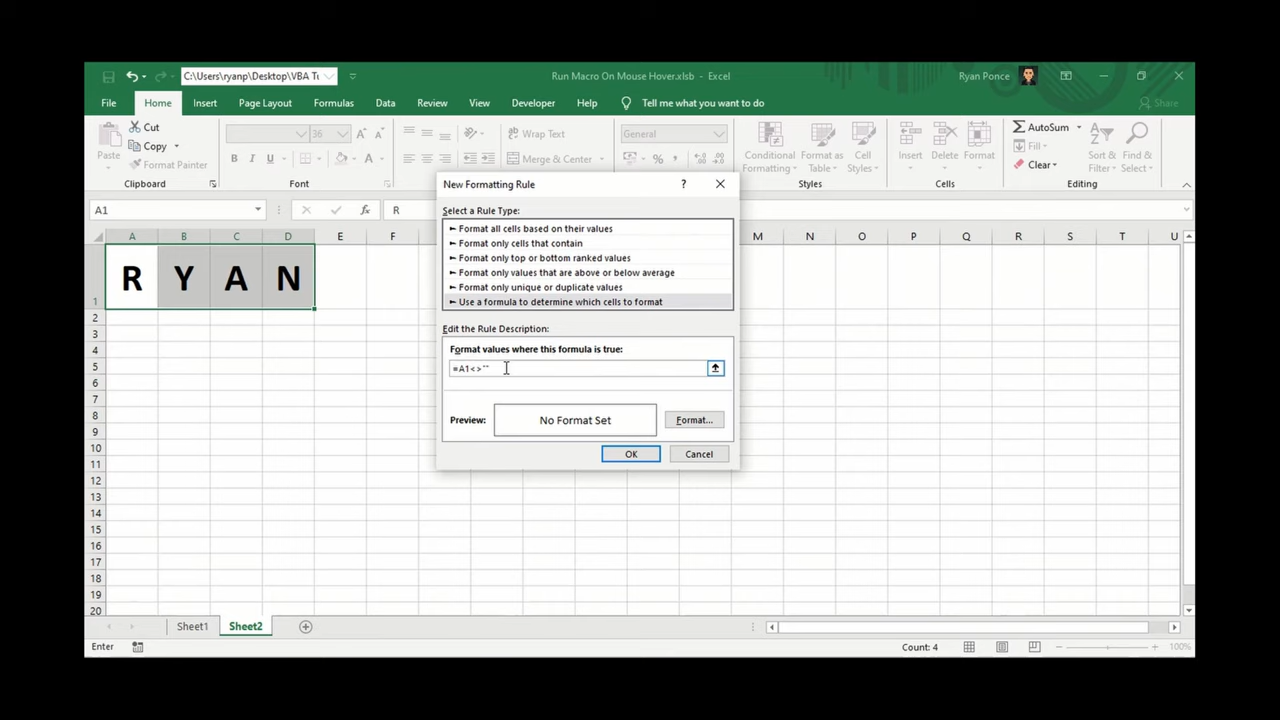 C:\Users\ryanp\Desktop\VBA Tu
Run Macro On Mouse Hover.xlsb - Excel
Ryan Ponce
File Home Insert Page Layout Formulas Data Review View Developer Help Tell me what you want to do Share
Paste
Cut
Copy
Format Painter
Clipboard
36
B I U
Font
Wrap Text
Merge & Center
General
Conditional Formatting
Format as Table
Cell Styles
Styles
Insert
Delete
Format
Cells
AutoSum
Fill
Clear
Sort & Filter
Find & Select
Editing
A1
fx
R
A B C D E F M N O P Q R S T U
1 R Y A N
2
3
4
5
6
7
8
9
10
11
12
13
14
15
16
17
18
19
20
New Formatting Rule
?
Select a Rule Type:
► Format all cells based on their values
► Format only cells that contain
► Format only top or bottom ranked values
► Format only values that are above or below average
► Format only unique or duplicate values
► Use a formula to determine which cells to format
Edit the Rule Description:
Format values where this formula is true:
=A1<>""
Preview:
No Format Set
Format...
OK
Cancel
Sheet1 Sheet2
Enter
Count: 4
100%